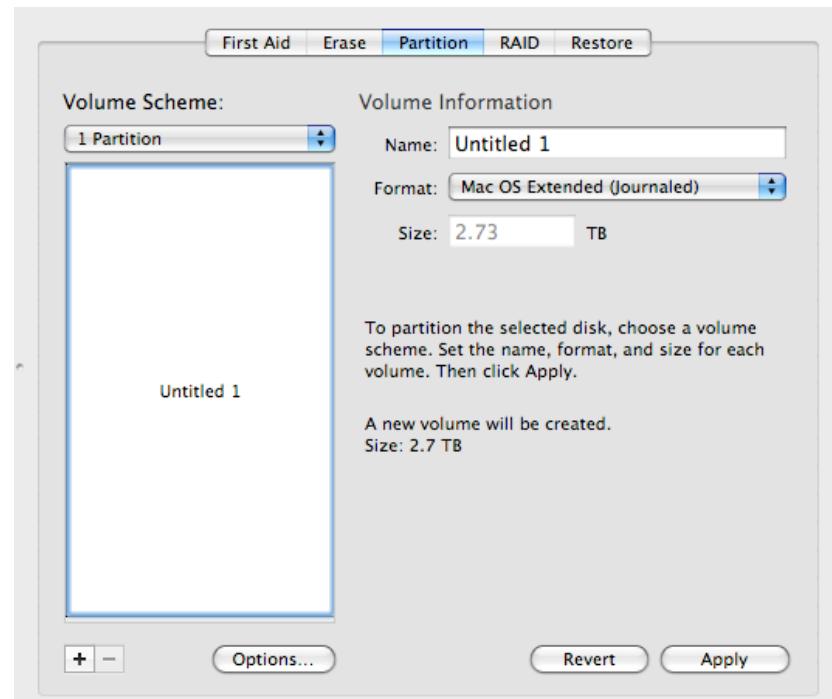 First Aid Erase Partition RAID Restore
Volume Scheme:
1 Partition
Untitled 1
+ − Options...
Volume Information
Name: Untitled 1
Format: Mac OS Extended (Journaled)
Size: 2.73 TB
To partition the selected disk, choose a volume
scheme. Set the name, format, and size for each
volume. Then click Apply.
A new volume will be created.
Size: 2.7 TB
Revert Apply